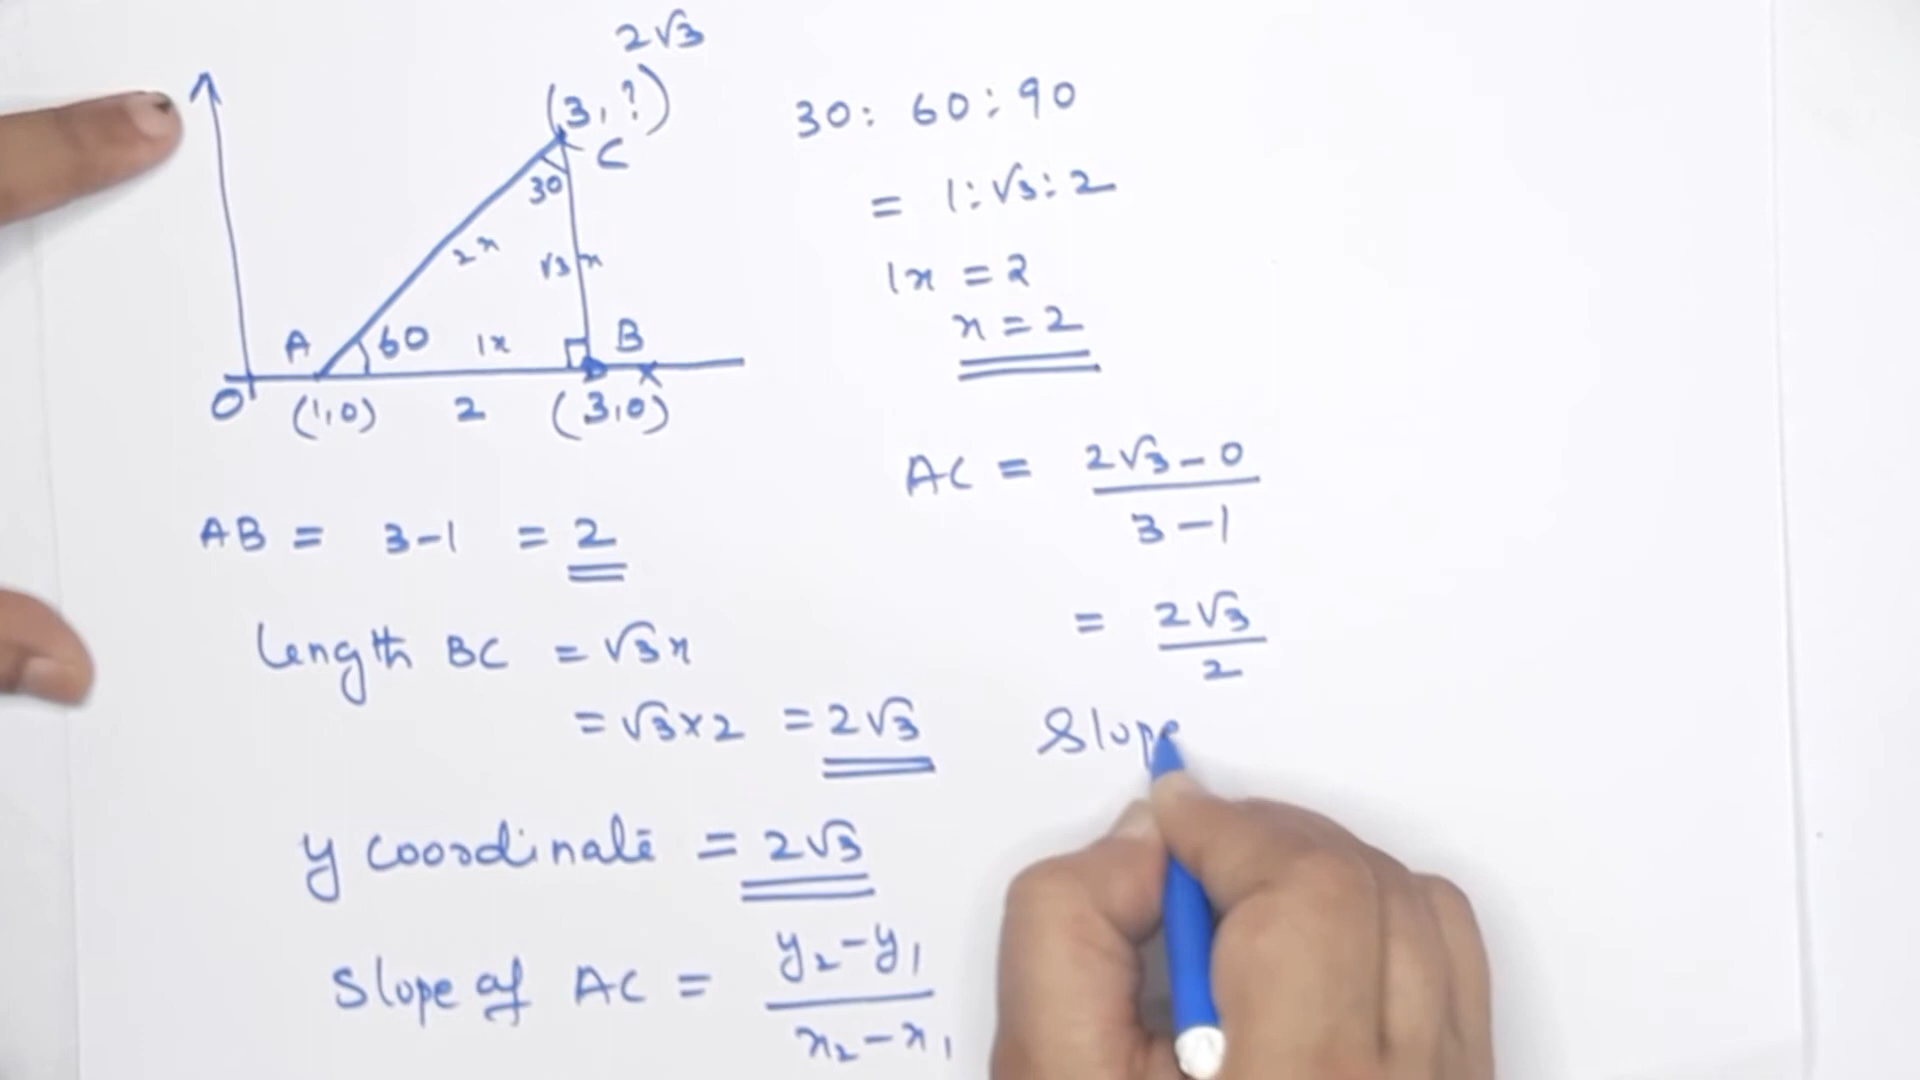 2√3
(3, ?)
C
30
2x
√3x
A
60
1x
B
O
x
(1,0)
2
(3,0)
AB = 3-1 = 2
length BC = √3x
= √3×2 = 2√3
y coordinate = 2√3
Slope of AC = y₂-y₁
x₂-x₁
30: 60: 90
= 1:√3:2
1x = 2
x = 2
AC = 2√3-0
3-1
= 2√3
2
Slope